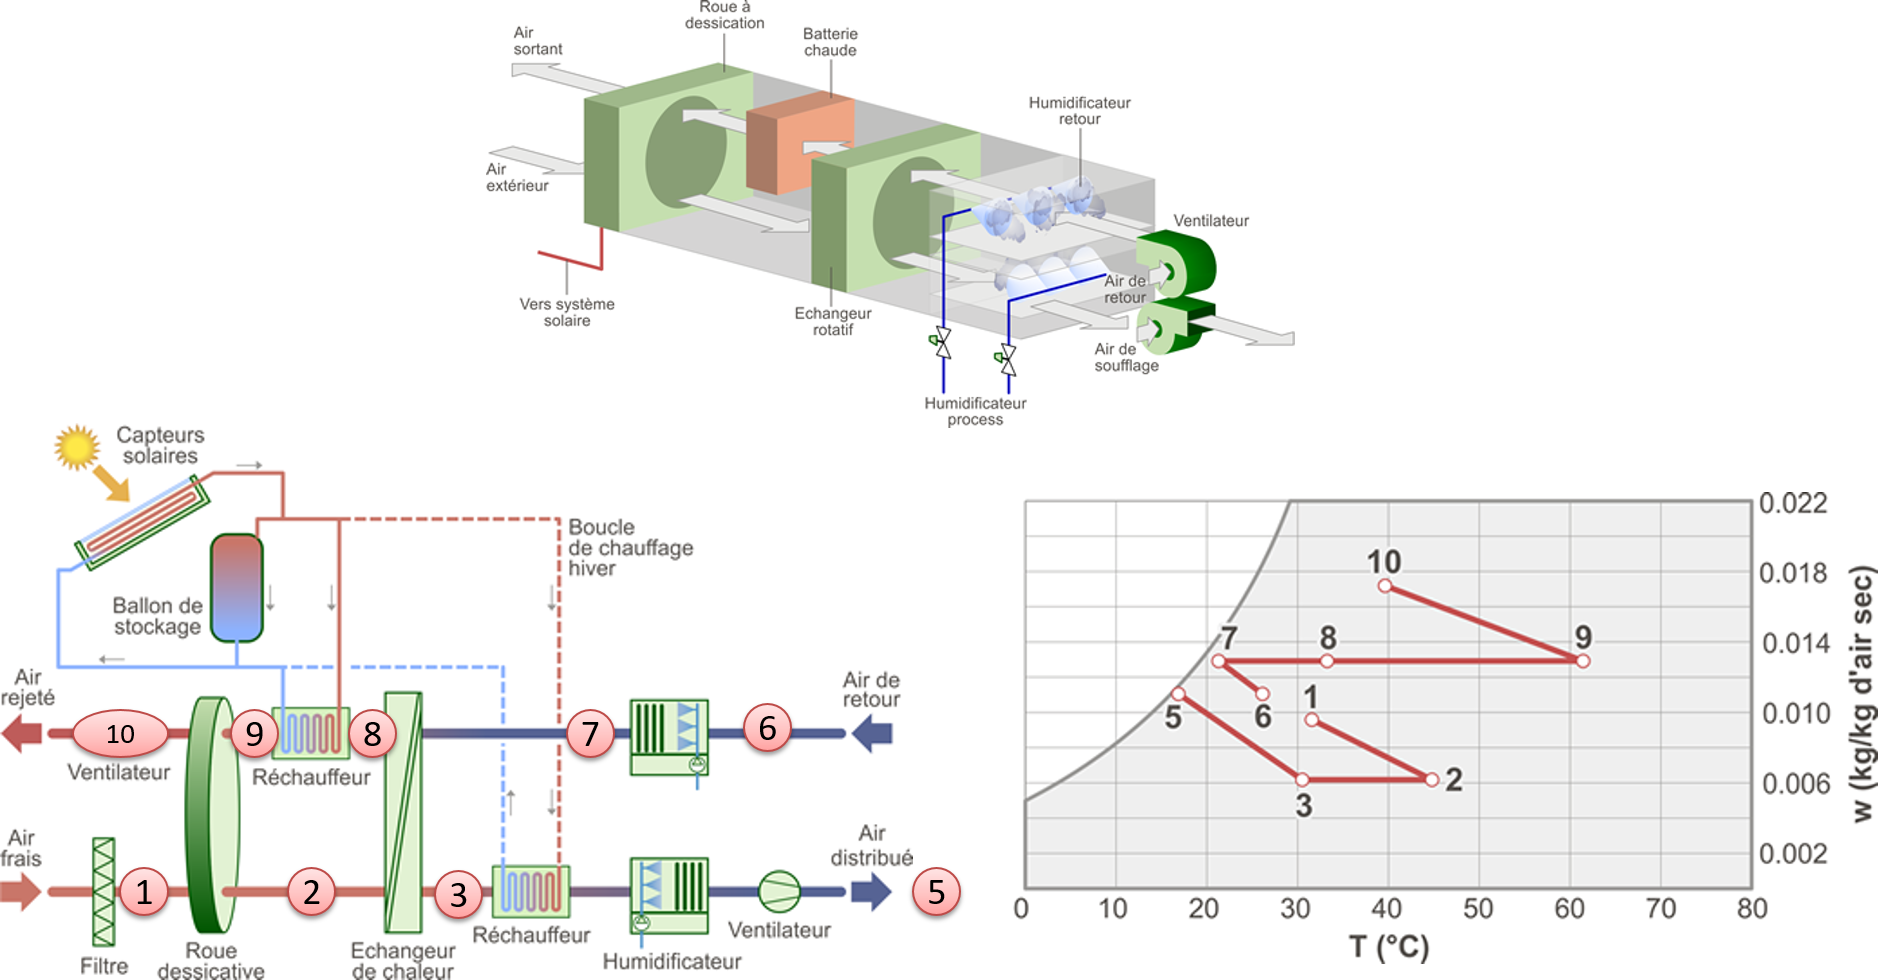 Roue à
dessication
Air
sortant
Batterie
chaude
Humidificateur
retour
Air
extérieur
Ventilateur
Vers système
solaire
Echangeur
rotatif
Air de
retour
Air de
soufflage
Humidificateur
process
Capteurs
solaires
Boucle
de chauffage
hiver
Ballon de
stockage
Air
rejeté
10
9
8
7
6
Air de
retour
Ventilateur
Réchauffeur
Air
frais
1
2
3
Air
distribué
5
Filtre
Roue
dessicative
Echangeur
de chaleur
Réchauffeur
Humidificateur
Ventilateur
0.022
10
0.018
7
8
9
0.014
5
6
1
0.010
3
2
0.006
0.002
0 10 20 30 40 50 60 70 80
T (°C)
w (kg/kg d'air sec)